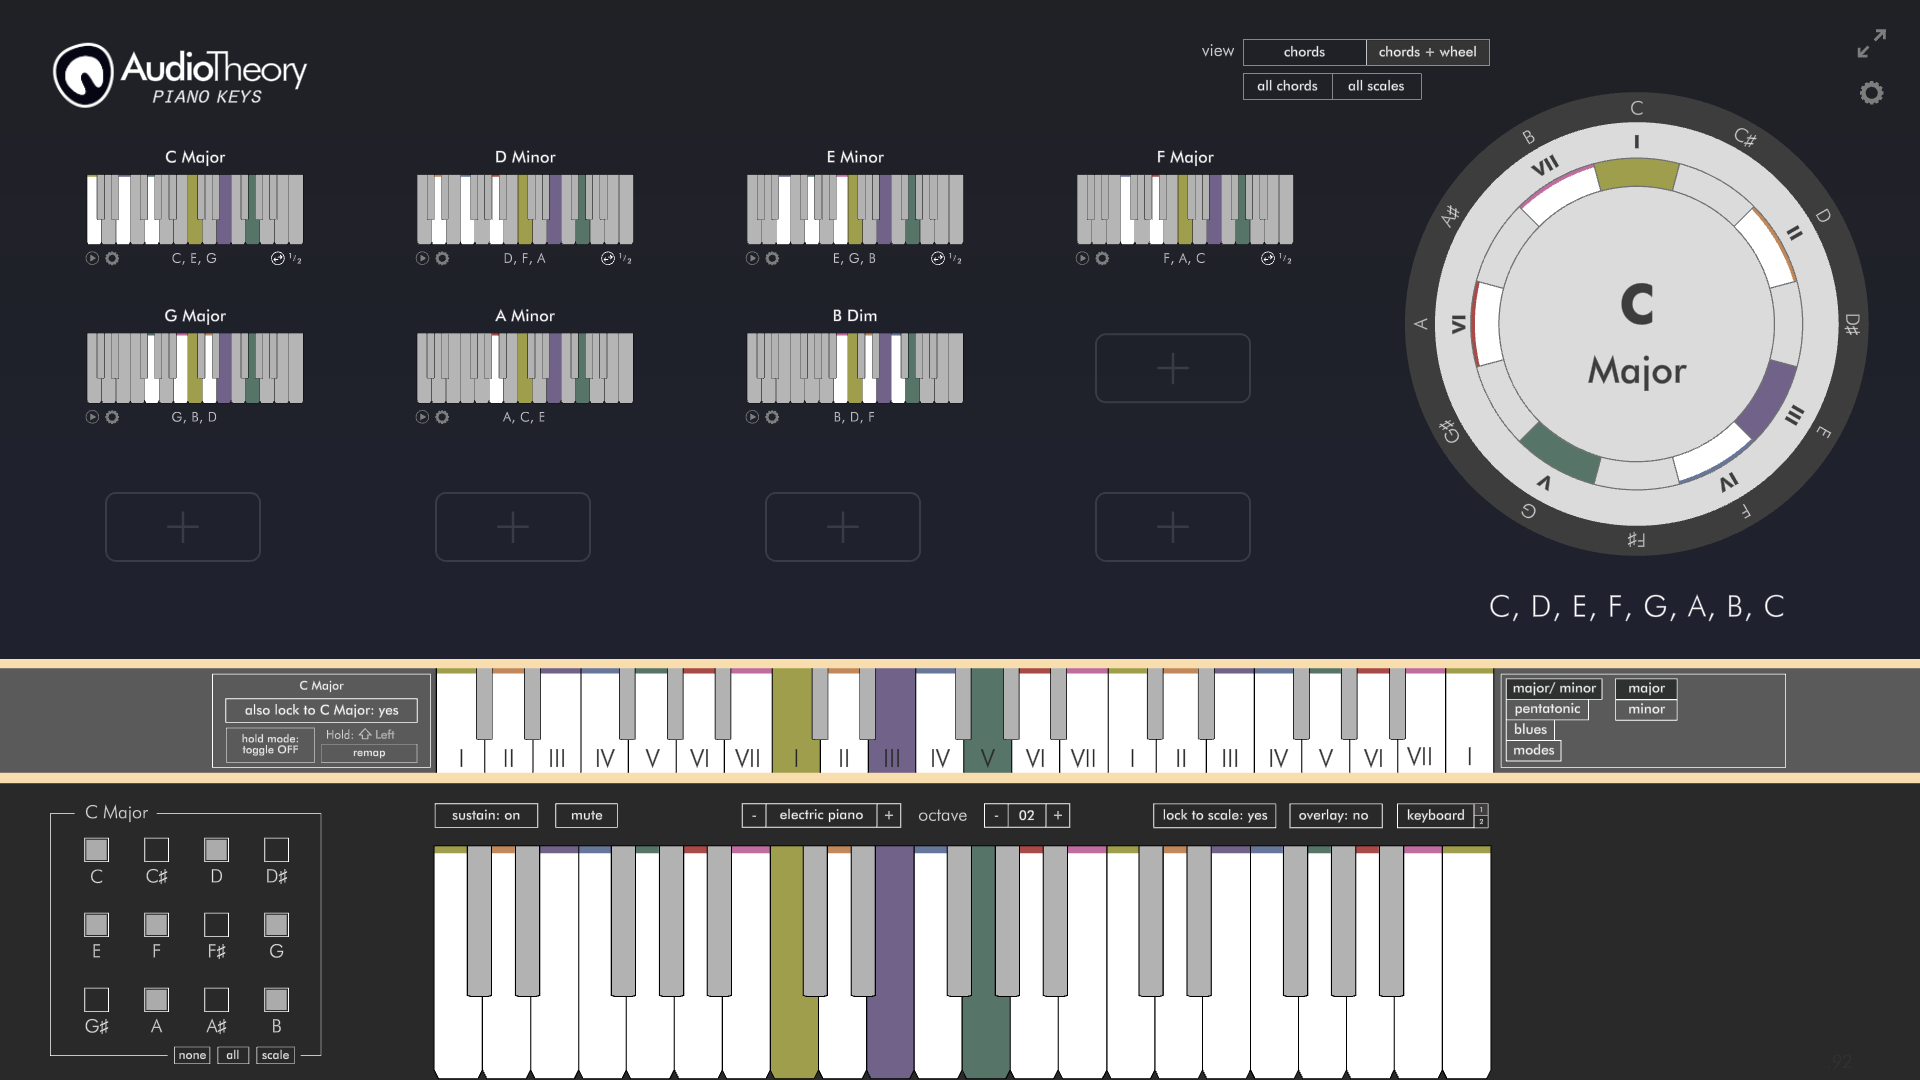 AudioTheory
PIANO KEYS
view chords chords + wheel
all chords all scales
C Major D Minor E Minor F Major
C, E, G 1/2 D, F, A 1/2 E, G, B 1/2 F, A, C 1/2
G Major A Minor B Dim
G, B, D A, C, E B, D, F
C C# D D# E F F# G G# A A# B
I II III IV V VI VII
C
Major
C, D, E, F, G, A, B, C
C Major
also lock to C Major: yes
hold mode: toggle OFF
Hold: Left
remap
I II III IV V VI VII I II III IV V VI VII I II III IV V VI VII I
major/ minor major
pentatonic minor
blues
modes
C Major
C C# D D#
E F F# G
G# A A# B
none all scale
sustain: on mute - electric piano + octave - 02 + lock to scale: yes overlay: no keyboard 1 2
92